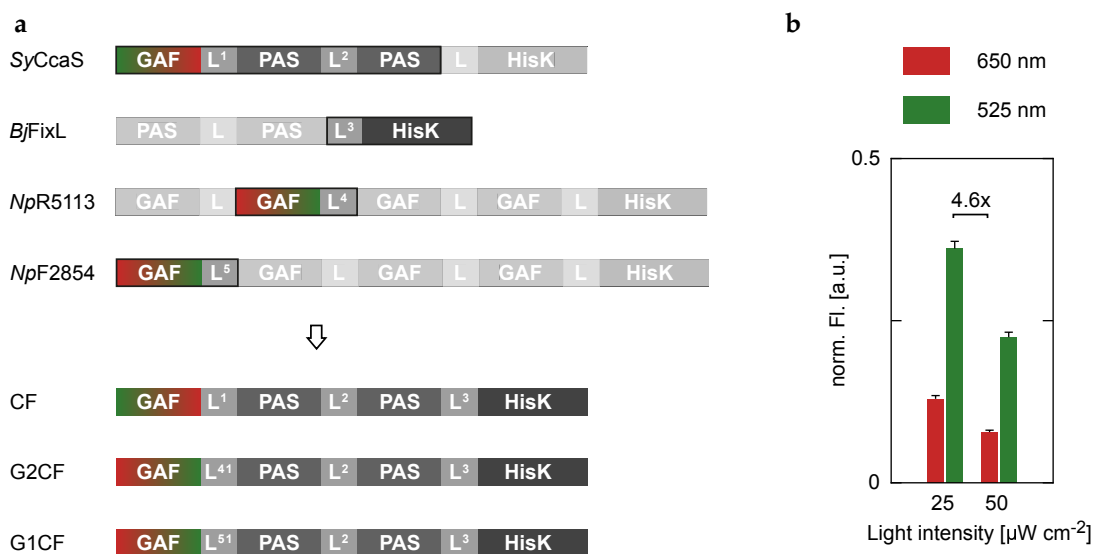 a
SyCcaS GAF L1 PAS L2 PAS L HisK
BjFixL PAS L PAS L3 HisK
NpR5113 GAF L GAF L4 GAF L GAF L HisK
NpF2854 GAF L5 GAF L GAF L GAF L HisK
CF GAF L1 PAS L2 PAS L3 HisK
G2CF GAF L41 PAS L2 PAS L3 HisK
G1CF GAF L51 PAS L2 PAS L3 HisK
b
650 nm
525 nm
0.5
4.6x
norm. Fl. [a.u.]
0
25 50
Light intensity [µW cm-2]